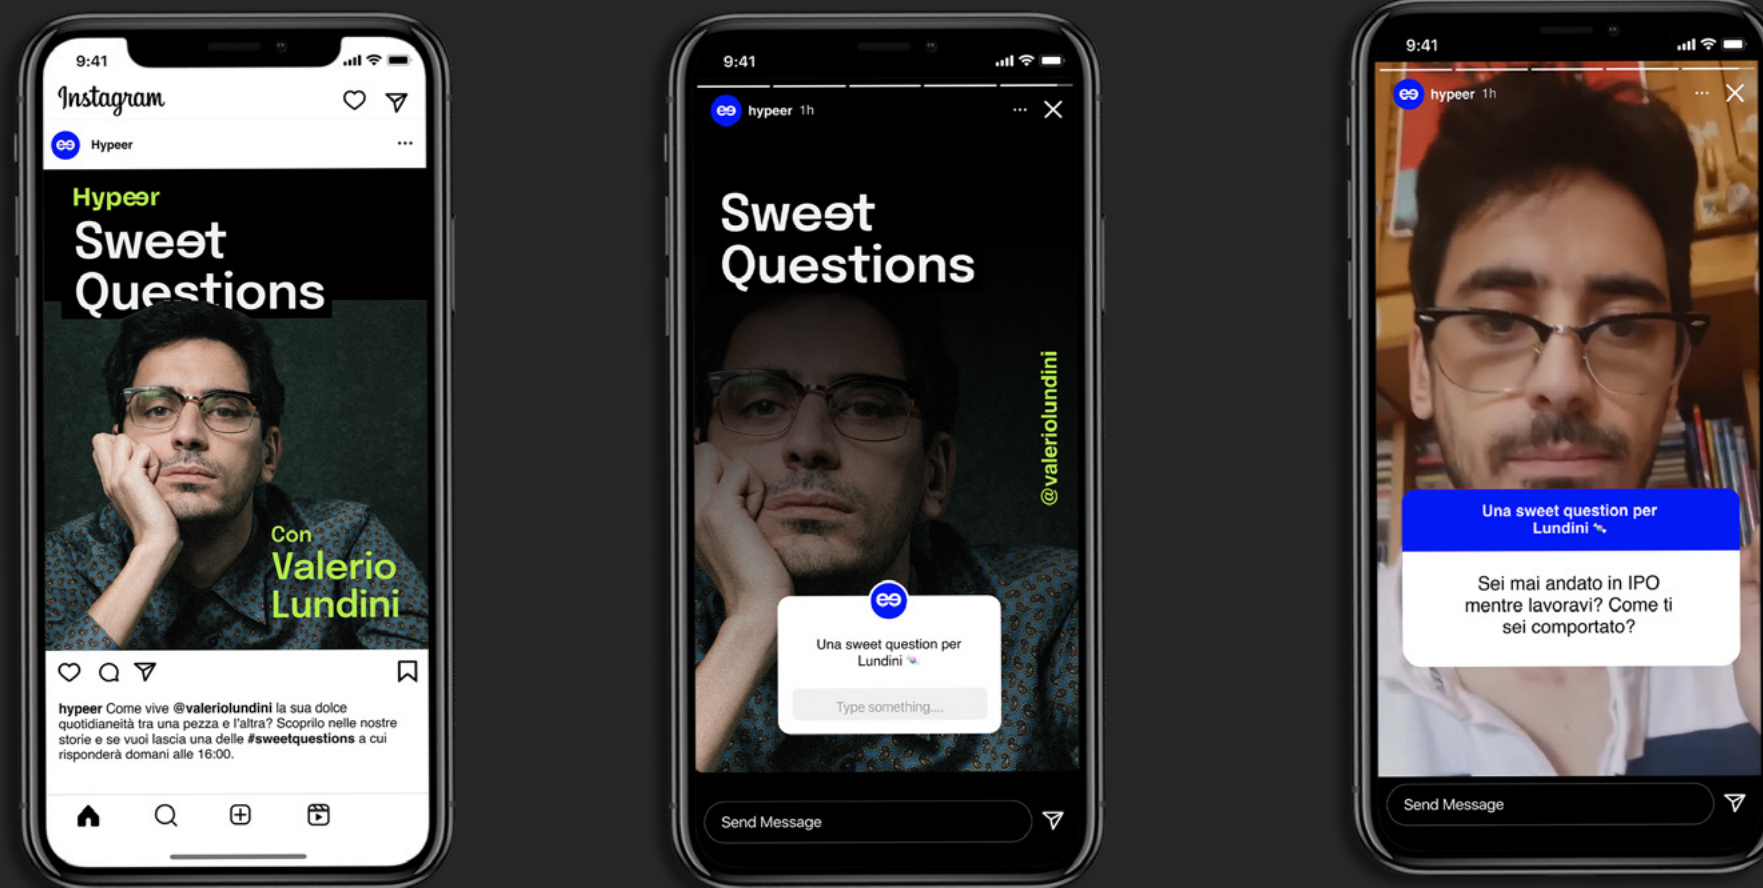 9:41
Instagram
Hypeer
Hypeer
Sweet
Questions
Con
Valerio
Lundini
hypeer Come vive @valeriolundini la sua dolce
quotidianeità tra una pezza e l'altra? Scoprilo nelle nostre
storie e se vuoi lascia una delle #sweetquestions a cui
risponderà domani alle 16:00.
9:41
hypeer 1h
Sweet
Questions
@valeriolundini
Una sweet question per
Lundini 🍬
Type something....
Send Message
9:41
hypeer 1h
Una sweet question per
Lundini 🍬
Sei mai andato in IPO
mentre lavoravi? Come ti
sei comportato?
Send Message